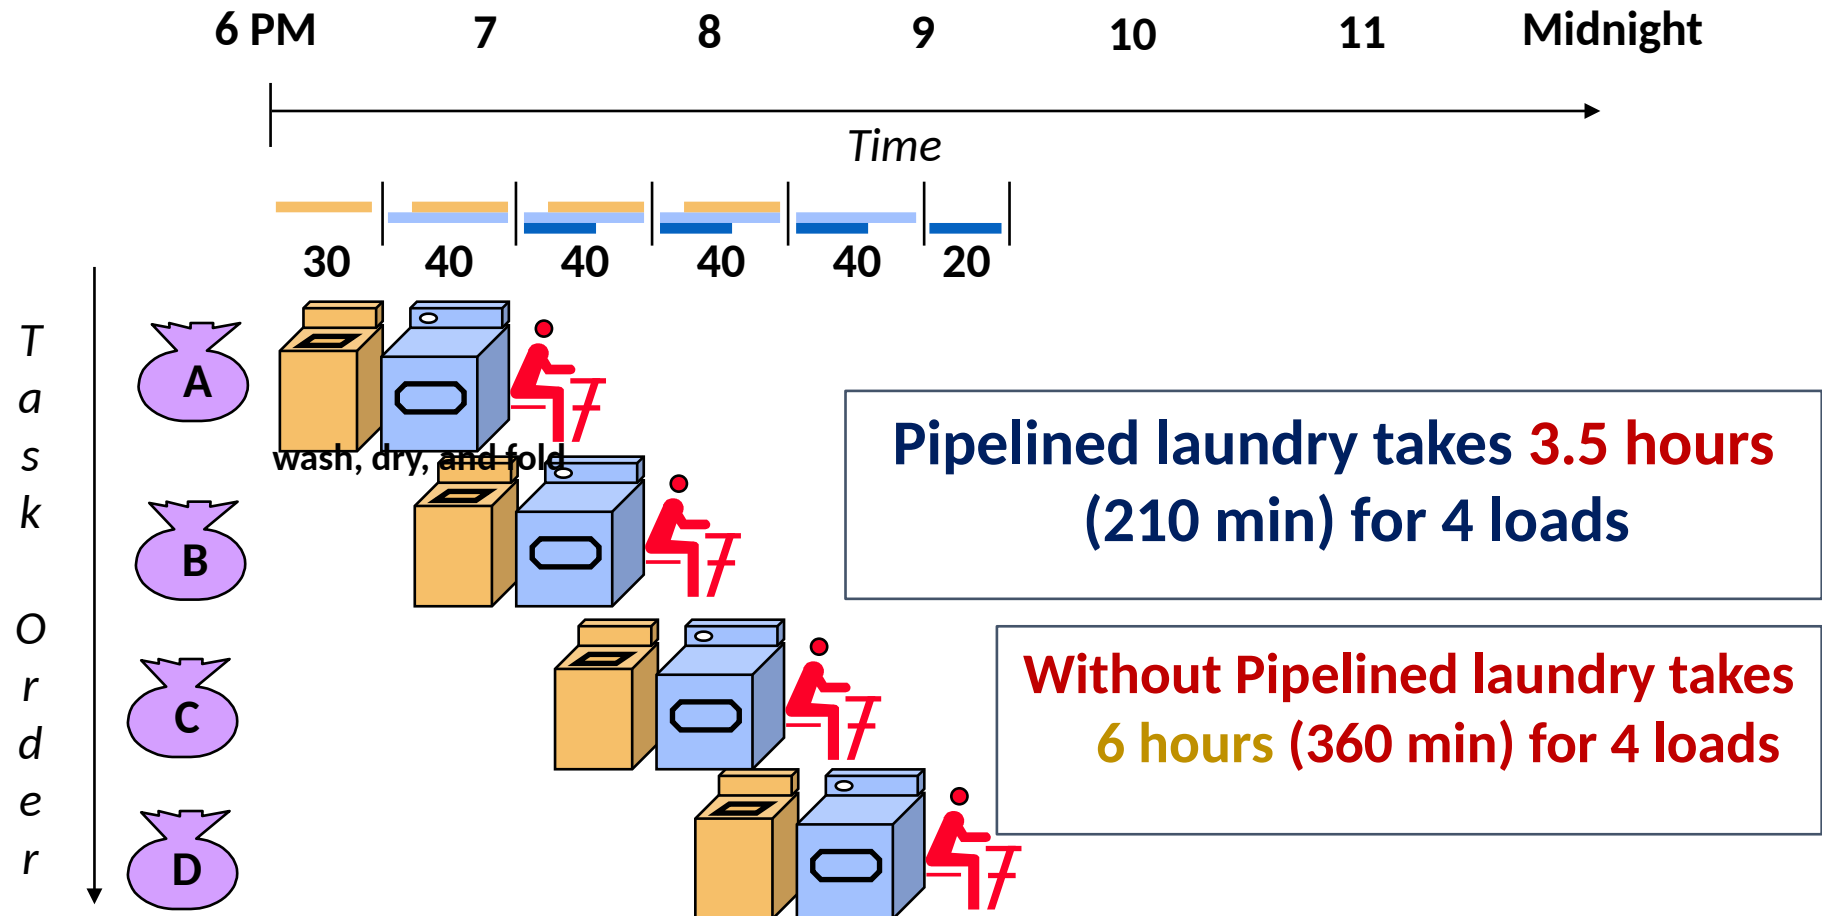 6 PM 7 8 9 10 11 Midnight
Time
30 40 40 40 40 20
Task Order
A
wash, dry, and fold
B
C
D
Pipelined laundry takes 3.5 hours
(210 min) for 4 loads
Without Pipelined laundry takes
6 hours (360 min) for 4 loads